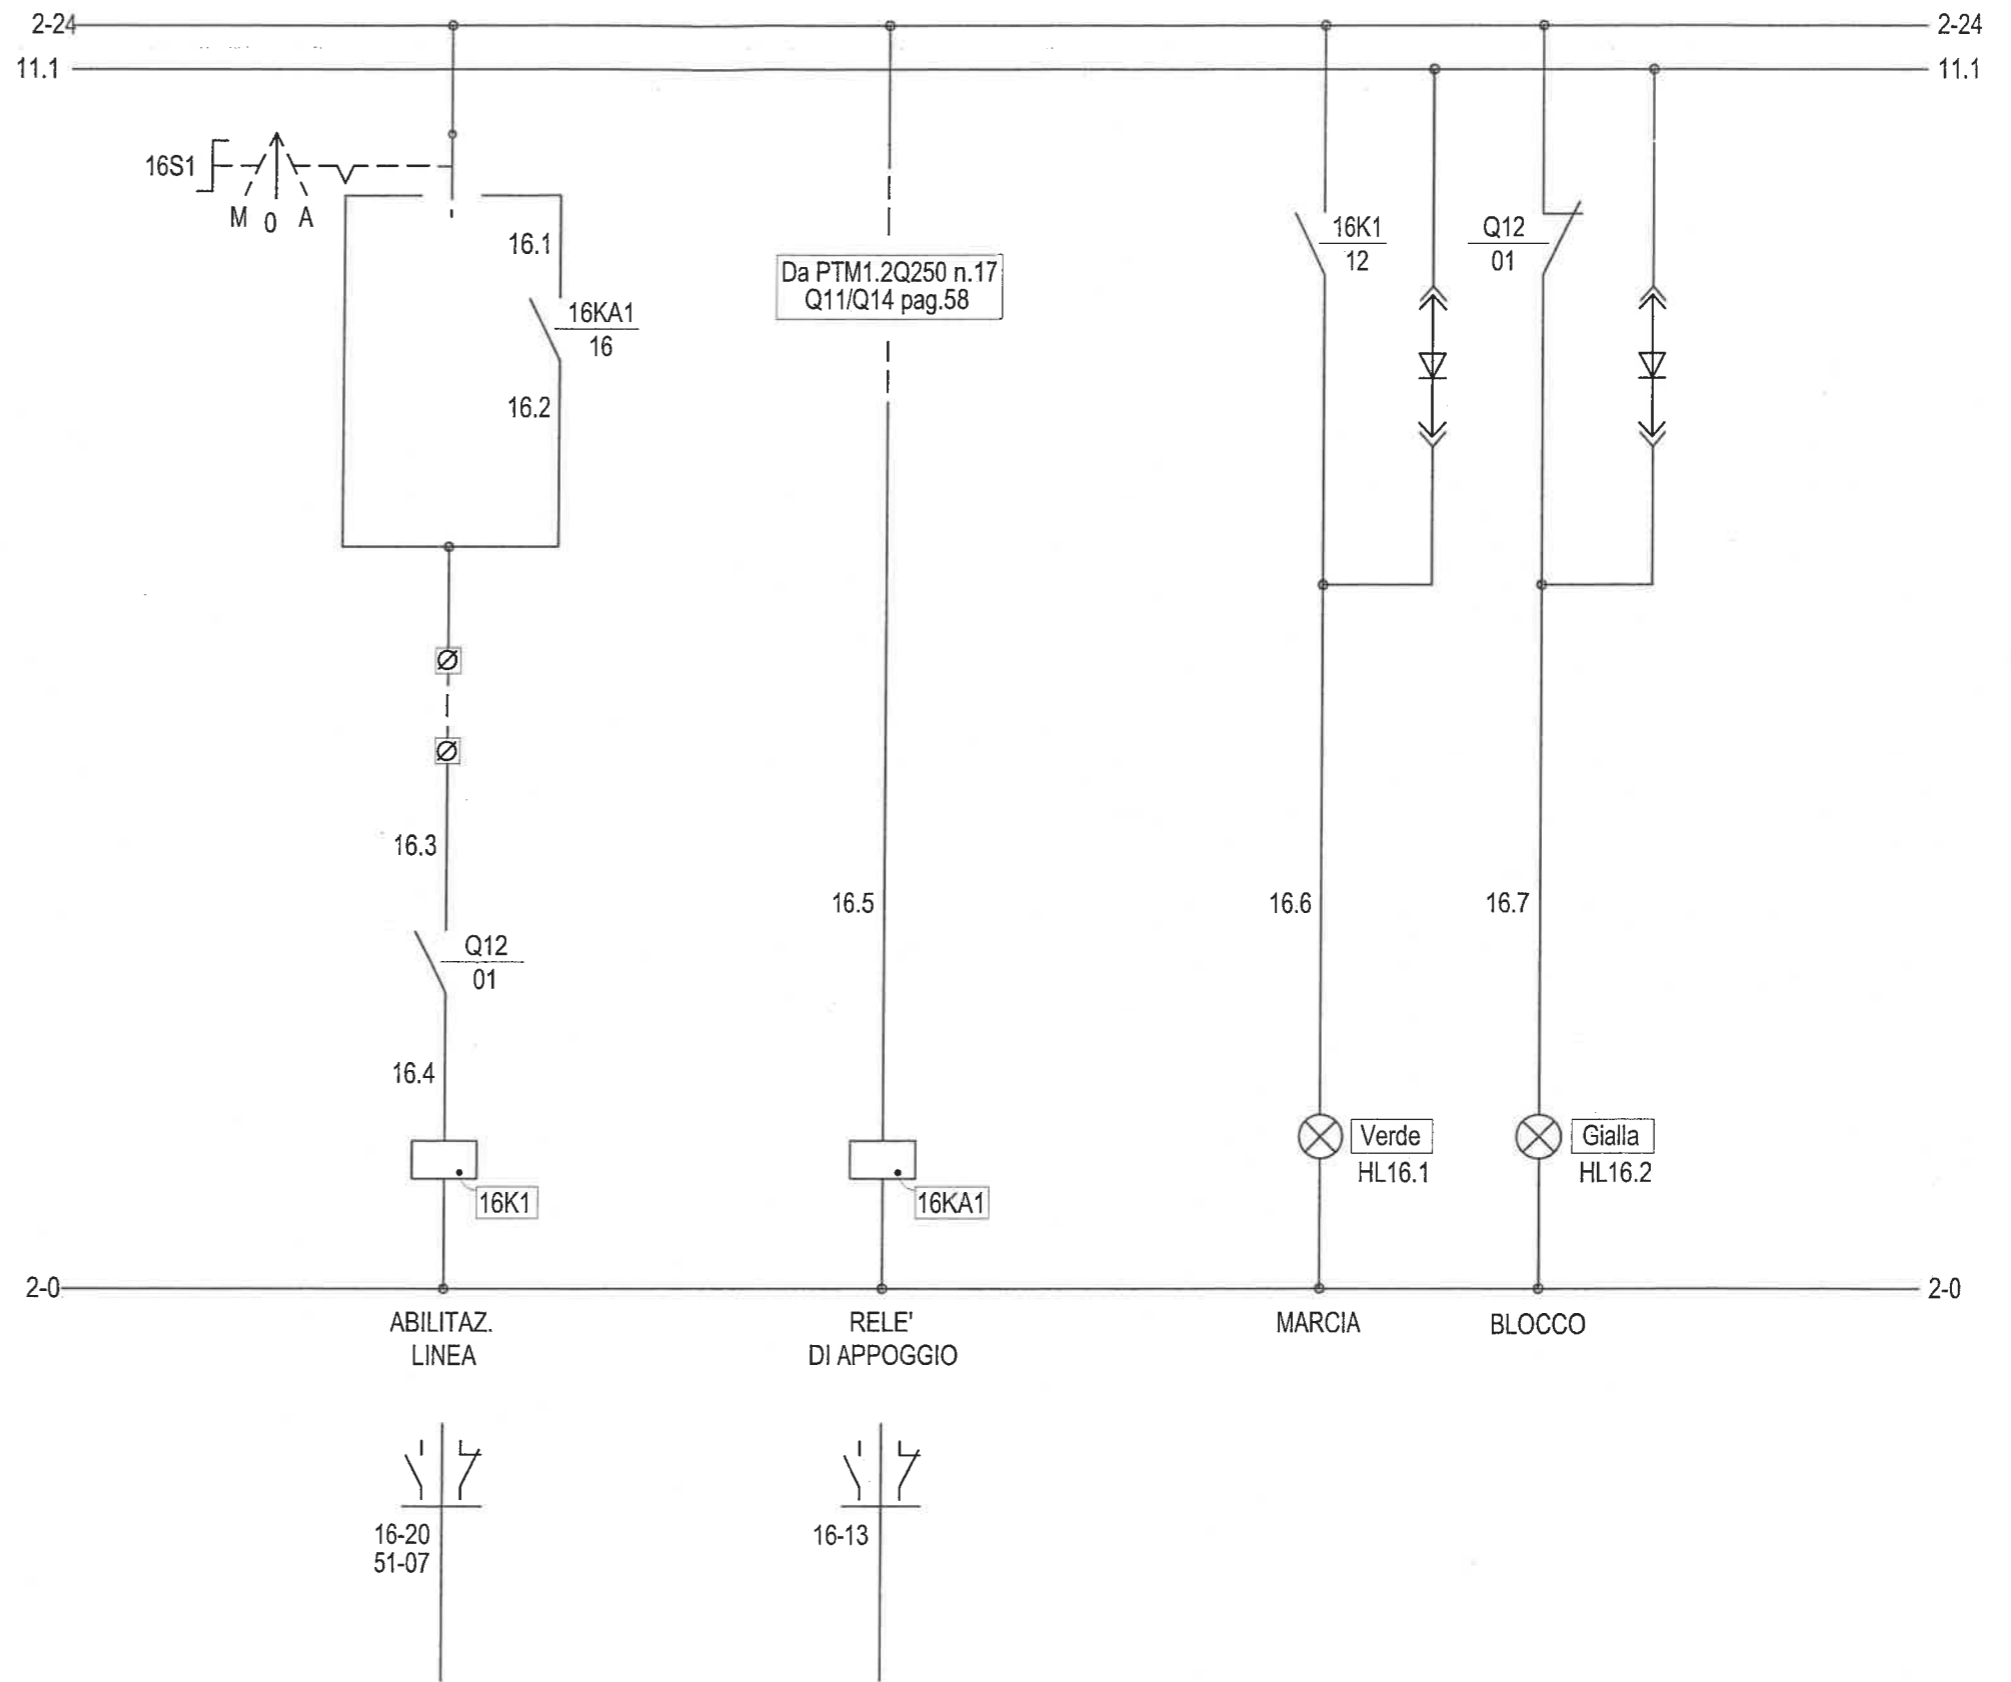 2-24
2-24
11.1
11.1
16S1
M 0 A
16.1
16KA1
16
16.2
Da PTM1.2Q250 n.17
Q11/Q14 pag.58
16K1
12
Q12
01
16.3
Q12
01
16.4
16.5
16.6
16.7
16K1
16KA1
Verde
HL16.1
Gialla
HL16.2
2-0
2-0
ABILITAZ.
LINEA
RELE'
DI APPOGGIO
MARCIA
BLOCCO
16-20
51-07
16-13